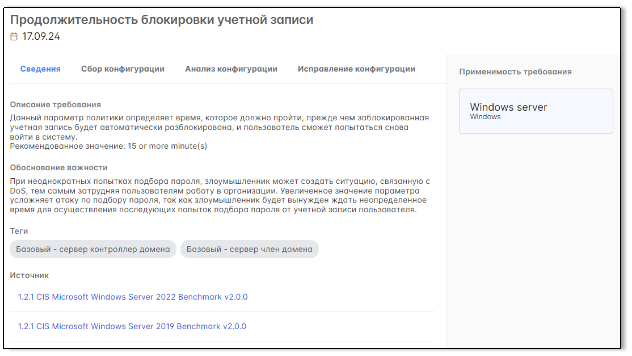 Продолжительность блокировки учетной записи
17.09.24
Сведения Сбор конфигурации Анализ конфигурации Исправление конфигурации
Описание требования
Данный параметр политики определяет время, которое должно пройти, прежде чем заблокированная
учетная запись будет автоматически разблокирована, и пользователь сможет попытаться снова
войти в систему.
Рекомендованное значение: 15 or more minute(s)
Обоснование важности
При неоднократных попытках подбора пароля, злоумышленник может создать ситуацию, связанную с
DoS, тем самым затрудняя пользователям работу в организации. Увеличенное значение параметра
усложняет атаку по подбору пароля, так как злоумышленник будет вынужден ждать неопределенное
время для осуществления последующих попыток подбора пароля от учетной записи пользователя.
Теги
Базовый - сервер контроллер домена Базовый - сервер член домена
Источник
1.2.1 CIS Microsoft Windows Server 2022 Benchmark v2.0.0
1.2.1 CIS Microsoft Windows Server 2019 Benchmark v2.0.0
Применимость требования
Windows server
Windows